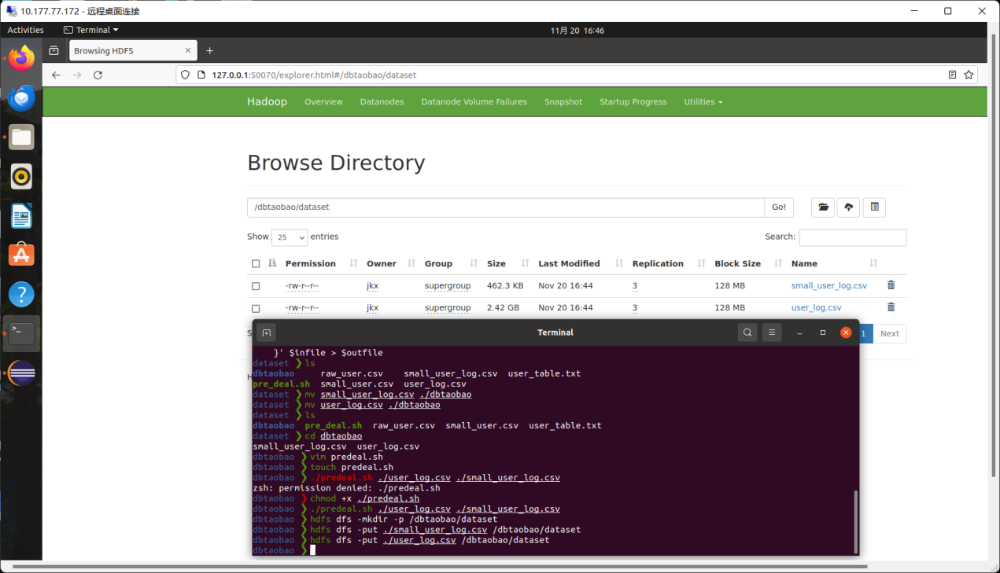 10.177.77.172 - 远程桌面连接
Activities Terminal 11月 20 16:46
Browsing HDFS
127.0.0.1:50070/explorer.html#/dbtaobao/dataset
Hadoop Overview Datanodes Datanode Volume Failures Snapshot Startup Progress Utilities
Browse Directory
/dbtaobao/dataset Go!
Show 25 entries Search:
Permission Owner Group Size Last Modified Replication Block Size Name
-rw-r--r-- jkx supergroup 462.3 KB Nov 20 16:44 3 128 MB small_user_log.csv
-rw-r--r-- jkx supergroup 2.42 GB Nov 20 16:44 3 128 MB user_log.csv
1 Next
Terminal
}' $infile > $outfile
dataset ❯ ls
dbtaobao raw_user.csv small_user_log.csv user_table.txt
pre_deal.sh small_user.csv user_log.csv
dataset ❯ mv small_user_log.csv ./dbtaobao
dataset ❯ mv user_log.csv ./dbtaobao
dataset ❯ ls
dbtaobao pre_deal.sh raw_user.csv small_user.csv user_table.txt
dataset ❯ cd dbtaobao
small_user_log.csv user_log.csv
dbtaobao ❯ vim predeal.sh
dbtaobao ❯ touch predeal.sh
dbtaobao ❯ ./predeal.sh ./user_log.csv ./small_user_log.csv
zsh: permission denied: ./predeal.sh
dbtaobao ❯ chmod +x ./predeal.sh
dbtaobao ❯ ./predeal.sh ./user_log.csv ./small_user_log.csv
dbtaobao ❯ hdfs dfs -mkdir -p /dbtaobao/dataset
dbtaobao ❯ hdfs dfs -put ./small_user_log.csv /dbtaobao/dataset
dbtaobao ❯ hdfs dfs -put ./user_log.csv /dbtaobao/dataset
dbtaobao ❯